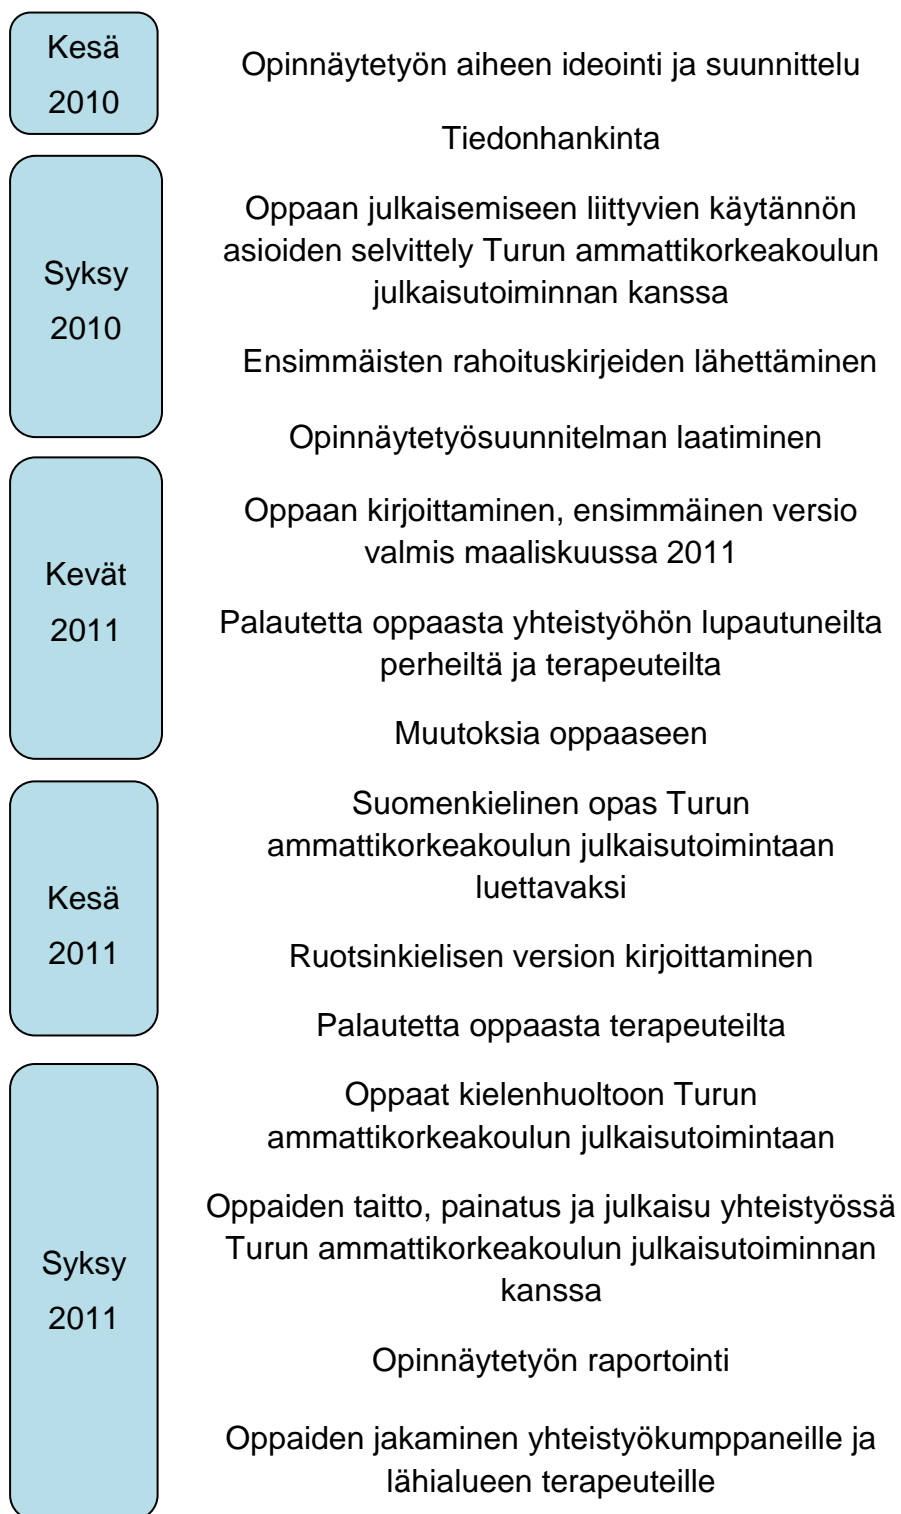 Kesä
2010
Opinnäytetyön aiheen ideointi ja suunnittelu
Tiedonhankinta
Syksy
2010
Oppaan julkaisemiseen liittyvien käytännön
asioiden selvittely Turun ammattikorkeakoulun
julkaisutoiminnan kanssa
Ensimmäisten rahoituskirjeiden lähettäminen
Opinnäytetyösuunnitelman laatiminen
Kevät
2011
Oppaan kirjoittaminen, ensimmäinen versio
valmis maaliskuussa 2011
Palautetta oppaasta yhteistyöhön lupautuneilta
perheiltä ja terapeuteilta
Muutoksia oppaaseen
Kesä
2011
Suomenkielinen opas Turun
ammattikorkeakoulun julkaisutoimintaan
luettavaksi
Ruotsinkielisen version kirjoittaminen
Palautetta oppaasta terapeuteilta
Syksy
2011
Oppaat kielenhuoltoon Turun
ammattikorkeakoulun julkaisutoimintaan
Oppaiden taitto, painatus ja julkaisu yhteistyössä
Turun ammattikorkeakoulun julkaisutoiminnan
kanssa
Opinnäytetyön raportointi
Oppaiden jakaminen yhteistyökumppaneille ja
lähialueen terapeuteille